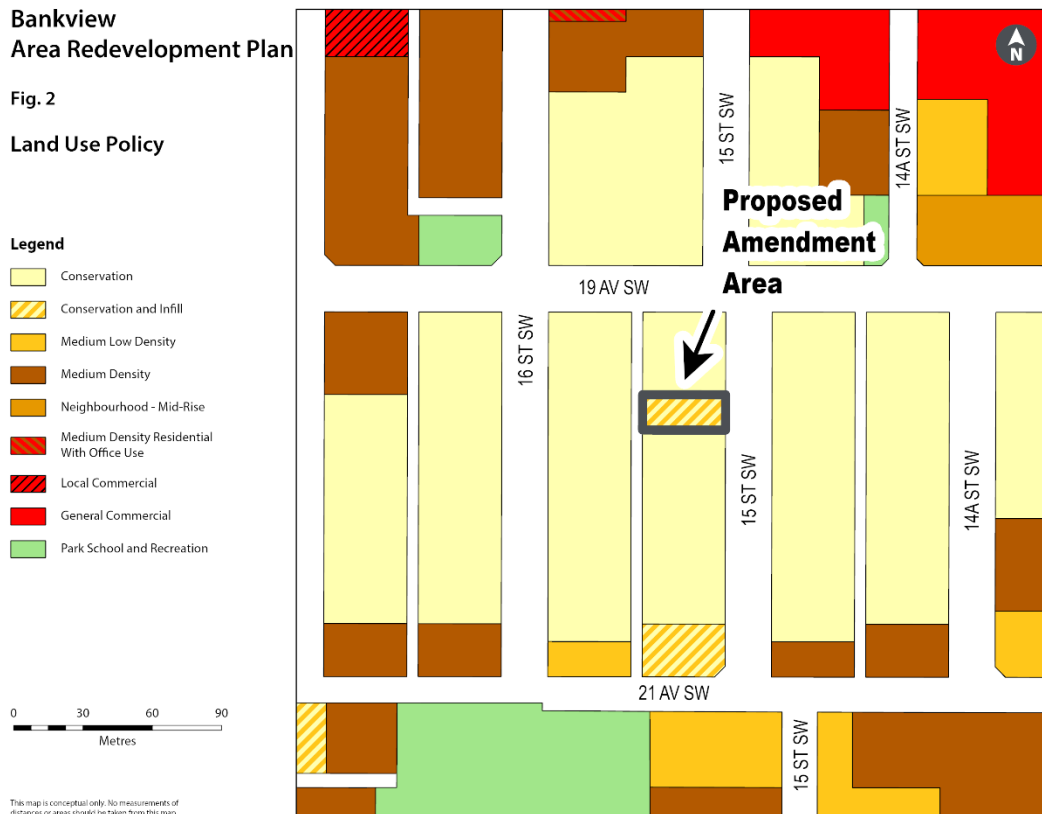 Bankview
Area Redevelopment Plan
Fig. 2
Land Use Policy
Legend
Conservation
Conservation and Infill
Medium Low Density
Medium Density
Neighbourhood - Mid-Rise
Medium Density Residential
With Office Use
Local Commercial
General Commercial
Park School and Recreation
0 30 60 90
Metres
This map is conceptual only. No measurements of
distances or areas should be taken from this map
N
15 ST SW
14A ST SW
Proposed
Amendment
Area
19 AV SW
16 ST SW
15 ST SW
14A ST SW
21 AV SW
15 ST SW